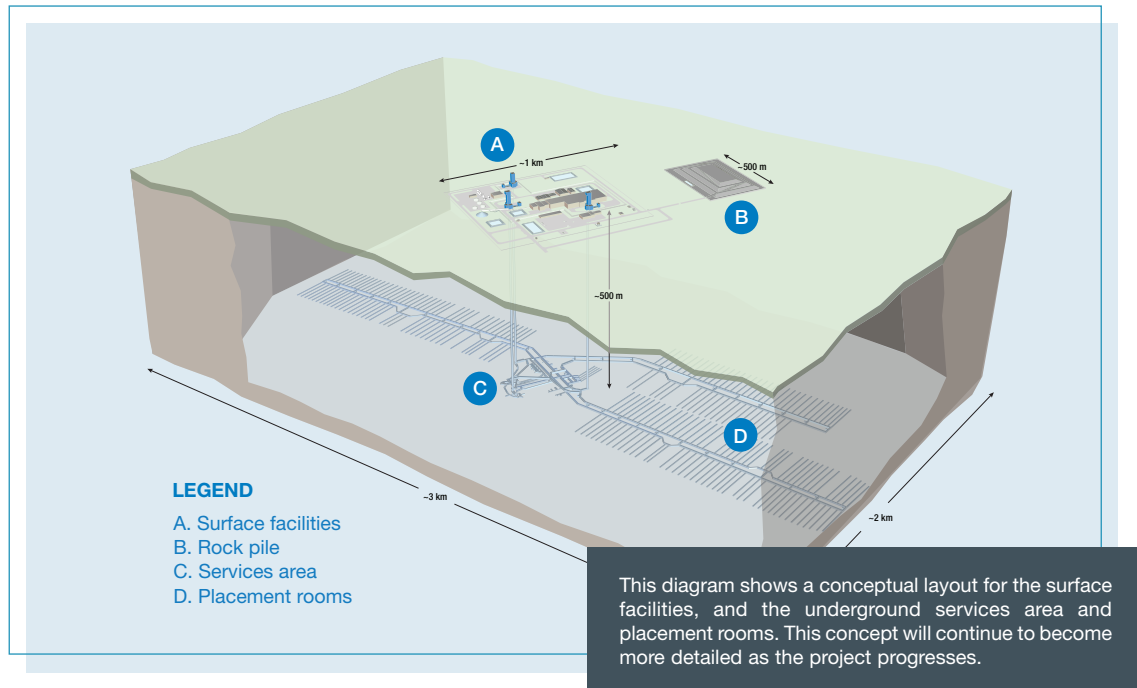 A
~1 km
~500 m
B
~500 m
C
D
~3 km
~2 km
LEGEND
A. Surface facilities
B. Rock pile
C. Services area
D. Placement rooms
This diagram shows a conceptual layout for the surface
facilities, and the underground services area and
placement rooms. This concept will continue to become
more detailed as the project progresses.